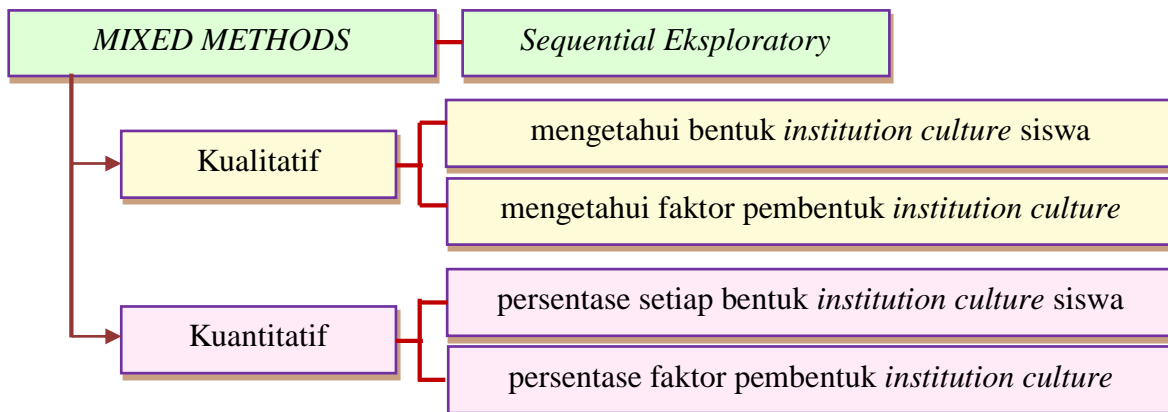 MIXED METHODS
Sequential Eksploratory
Kualitatif
mengetahui bentuk institution culture siswa
mengetahui faktor pembentuk institution culture
Kuantitatif
persentase setiap bentuk institution culture siswa
persentase faktor pembentuk institution culture